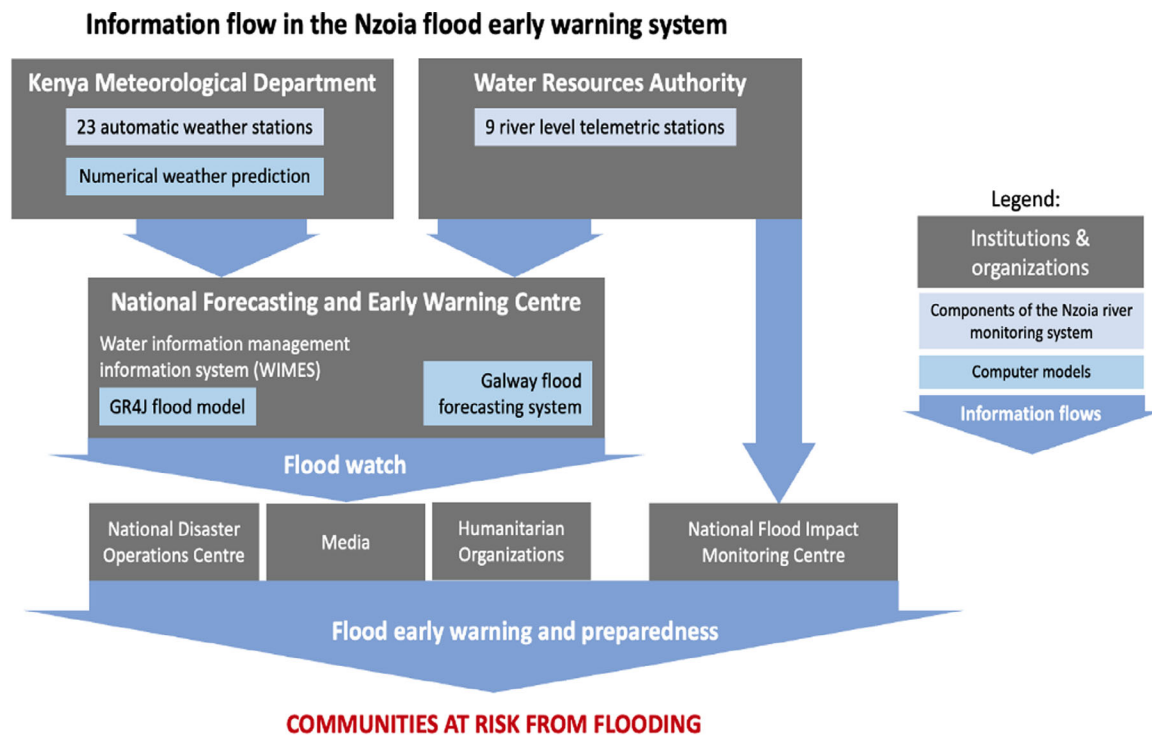 Information flow in the Nzoia flood early warning system
Kenya Meteorological Department
23 automatic weather stations
Numerical weather prediction
Water Resources Authority
9 river level telemetric stations
National Forecasting and Early Warning Centre
Water information management
information system (WIMES)
GR4J flood model
Galway flood
forecasting system
Flood watch
National Disaster
Operations Centre
Media
Humanitarian
Organizations
National Flood Impact
Monitoring Centre
Flood early warning and preparedness
COMMUNITIES AT RISK FROM FLOODING
Legend:
Institutions &
organizations
Components of the Nzoia river
monitoring system
Computer models
Information flows